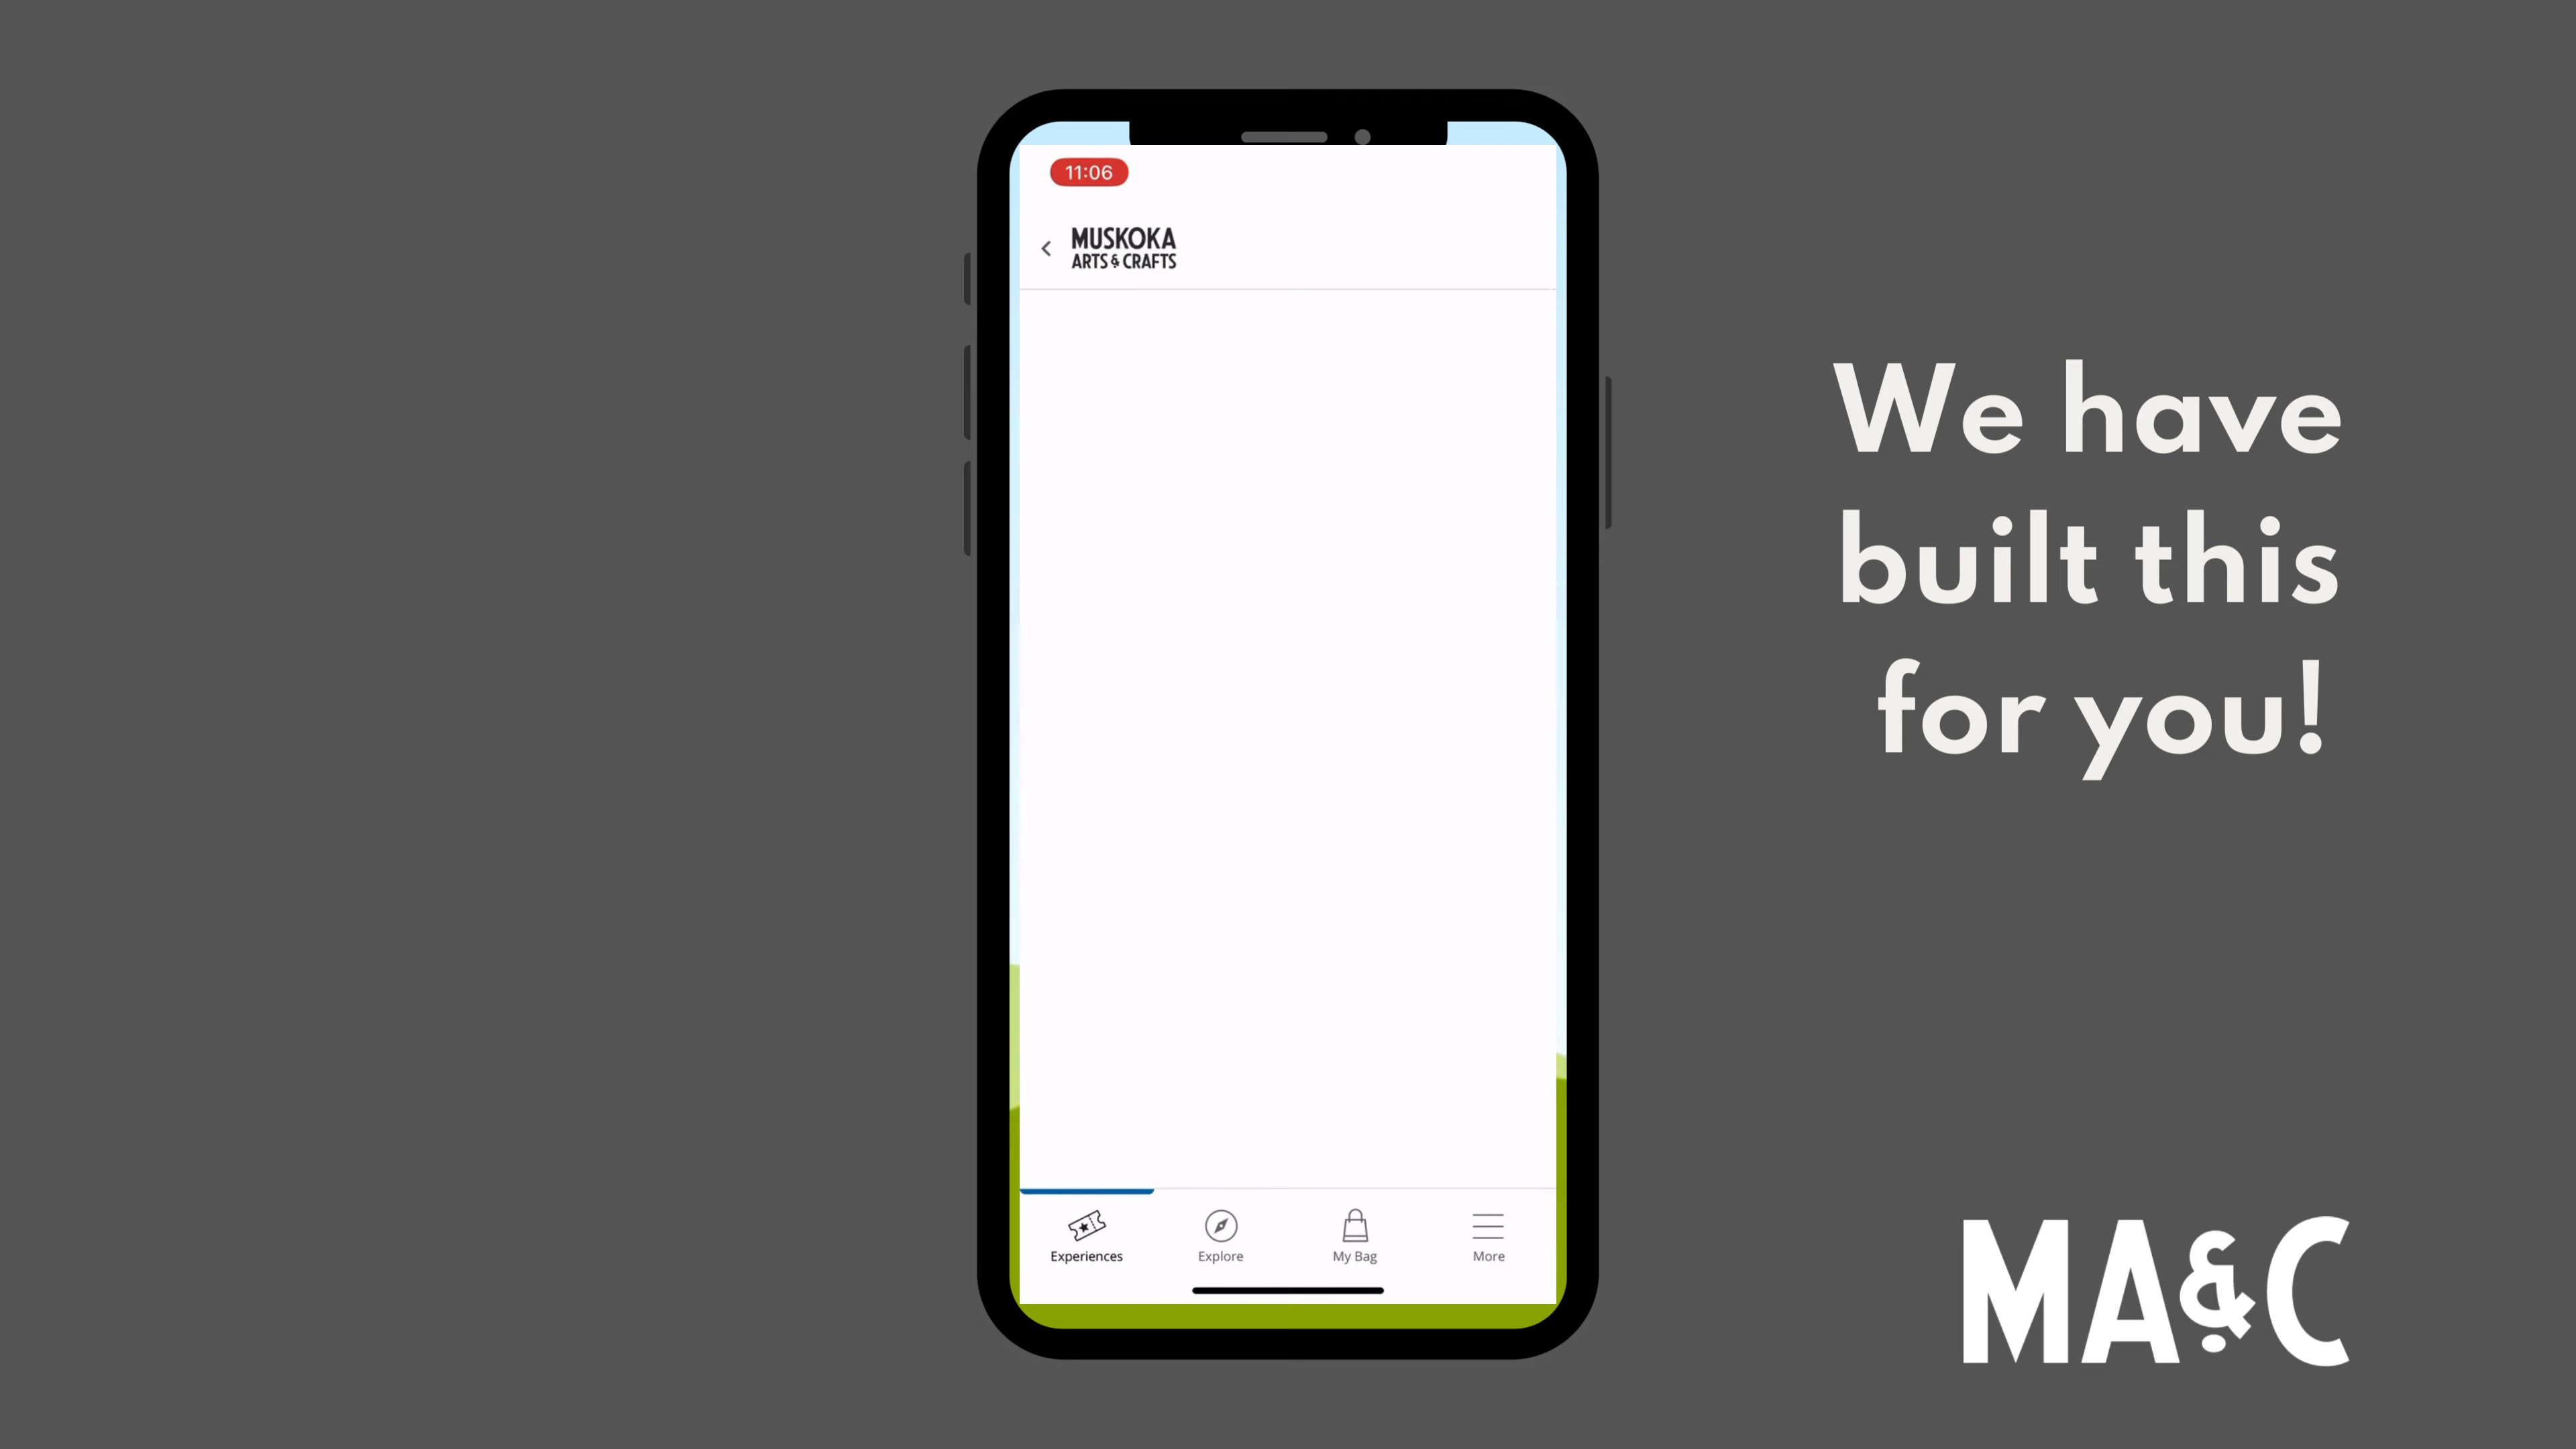 11:06
MUSKOKA
ARTS & CRAFTS
Experiences
Explore
My Bag
More
We have
built this
for you!
MA&C